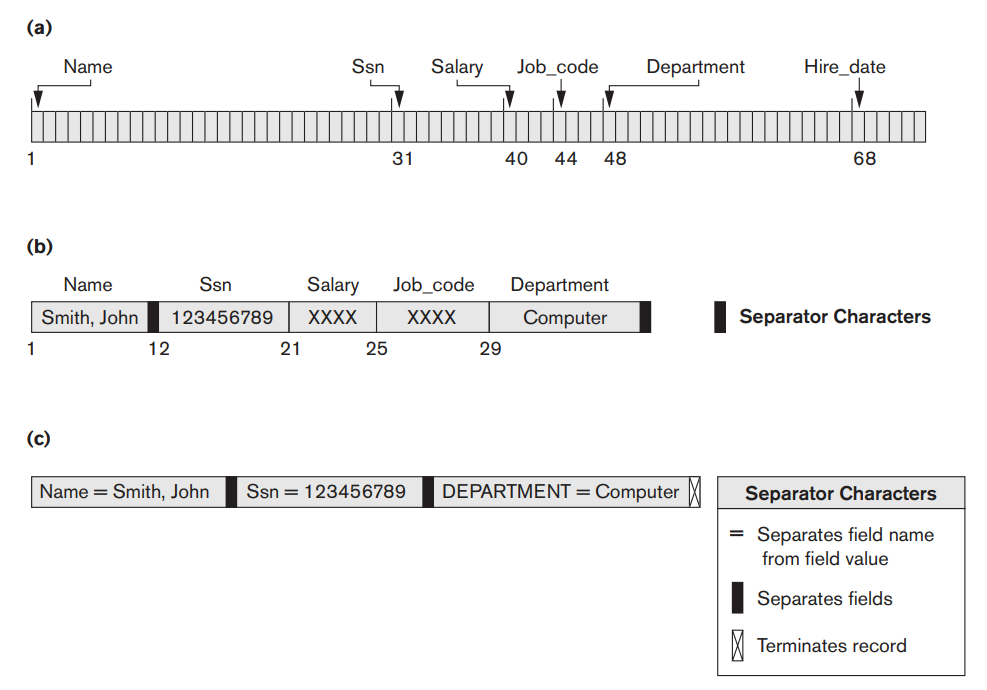 (a)
Name Ssn Salary Job_code Department Hire_date
1 31 40 44 48 68
(b)
Name Ssn Salary Job_code Department
Smith, John 123456789 XXXX XXXX Computer Separator Characters
1 12 21 25 29
(c)
Name = Smith, John Ssn = 123456789 DEPARTMENT = Computer
Separator Characters
= Separates field name
from field value
Separates fields
Terminates record